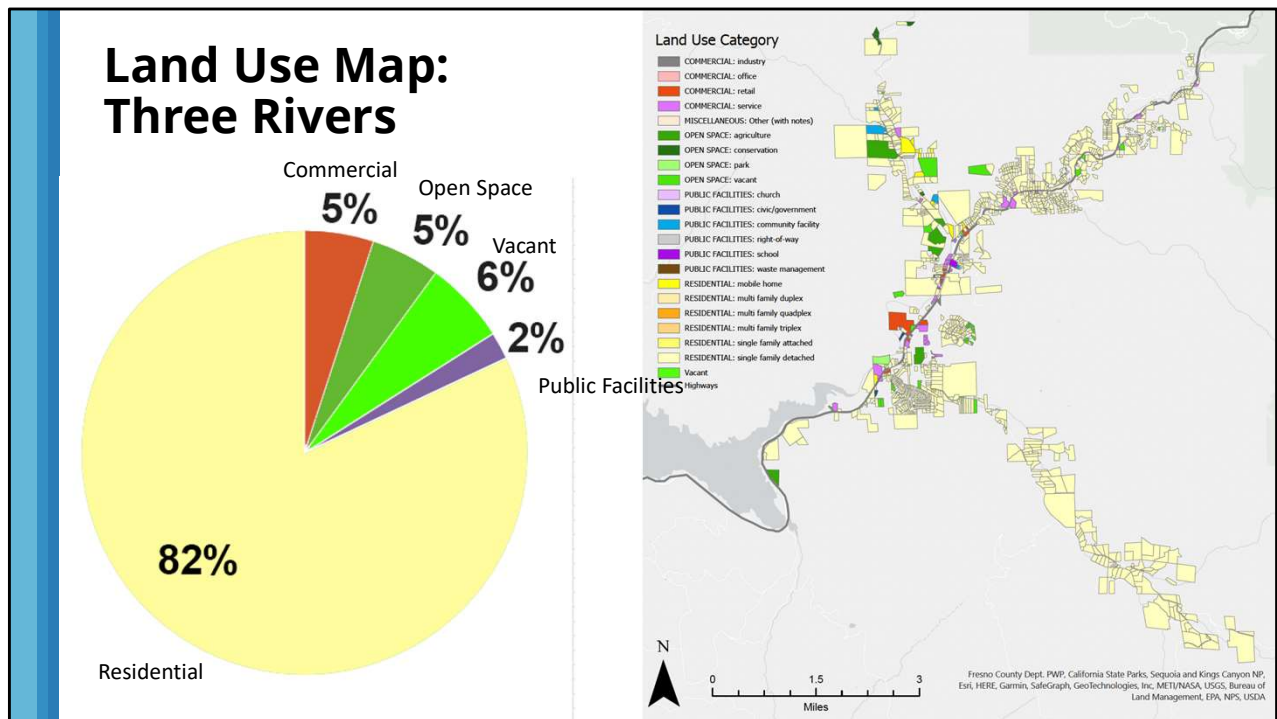 Land Use Map:
Three Rivers
Commercial
5%
Open Space
5%
Vacant
6%
2%
Public Facilities
82%
Residential
Land Use Category
COMMERCIAL: industry
COMMERCIAL: office
COMMERCIAL: retail
COMMERCIAL: service
MISCELLANEOUS: Other (with notes)
OPEN SPACE: agriculture
OPEN SPACE: conservation
OPEN SPACE: park
OPEN SPACE: vacant
PUBLIC FACILITIES: church
PUBLIC FACILITIES: civic/government
PUBLIC FACILITIES: community facility
PUBLIC FACILITIES: right-of-way
PUBLIC FACILITIES: school
PUBLIC FACILITIES: waste management
RESIDENTIAL: mobile home
RESIDENTIAL: multi family duplex
RESIDENTIAL: multi family quadplex
RESIDENTIAL: multi family triplex
RESIDENTIAL: single family attached
RESIDENTIAL: single family detached
Vacant
Highways
N
0 1.5 3
Miles
Fresno County Dept. PWP, California State Parks, Sequoia and Kings Canyon NP,
Esri, HERE, Garmin, SafeGraph, GeoTechnologies, Inc, METI/NASA, USGS, Bureau of
Land Management, EPA, NPS, USDA